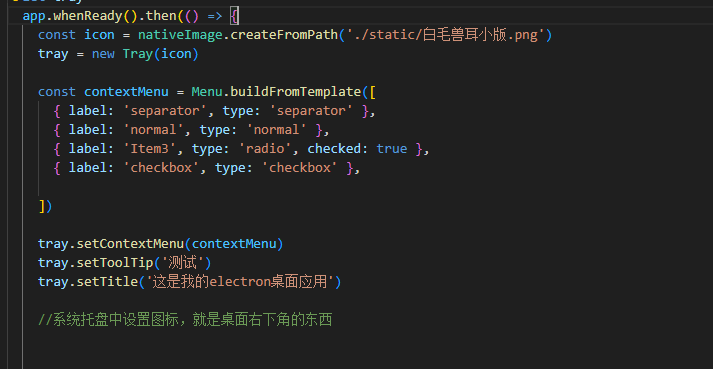 app.whenReady().then(() => {
const icon = nativeImage.createFromPath('./static/白毛兽耳小版.png')
tray = new Tray(icon)
const contextMenu = Menu.buildFromTemplate([
{ label: 'separator', type: 'separator' },
{ label: 'normal', type: 'normal' },
{ label: 'Item3', type: 'radio', checked: true },
{ label: 'checkbox', type: 'checkbox' },
])
tray.setContextMenu(contextMenu)
tray.setToolTip('测试')
tray.setTitle('这是我的electron桌面应用')
//系统托盘中设置图标，就是桌面右下角的东西